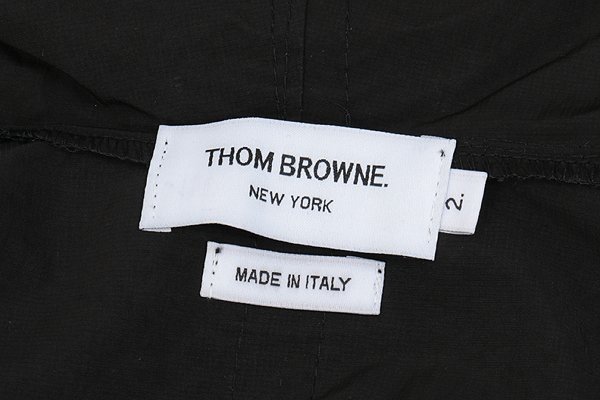 THOM BROWNE.
NEW YORK
2.
MADE IN ITALY